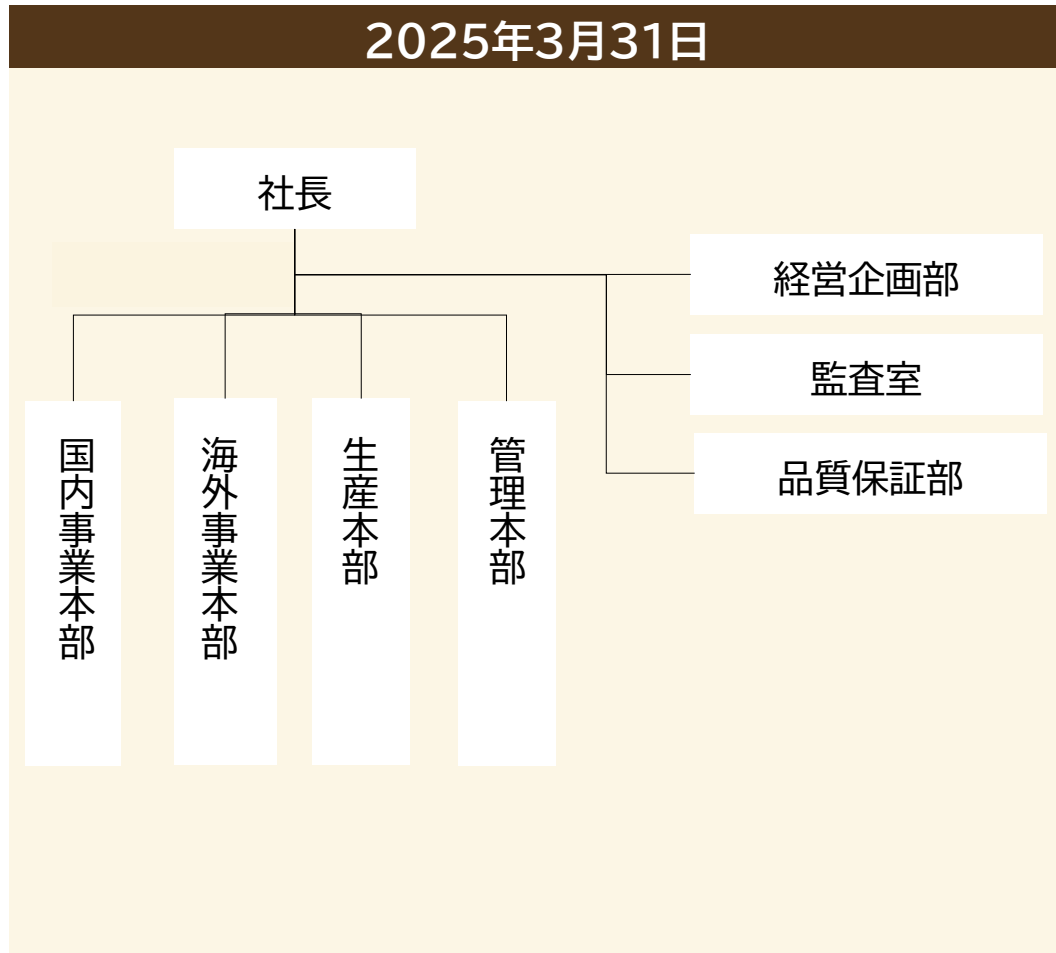 2025年3月31日
社長
経営企画部
監査室
品質保証部
国内事業本部
海外事業本部
生産本部
管理本部